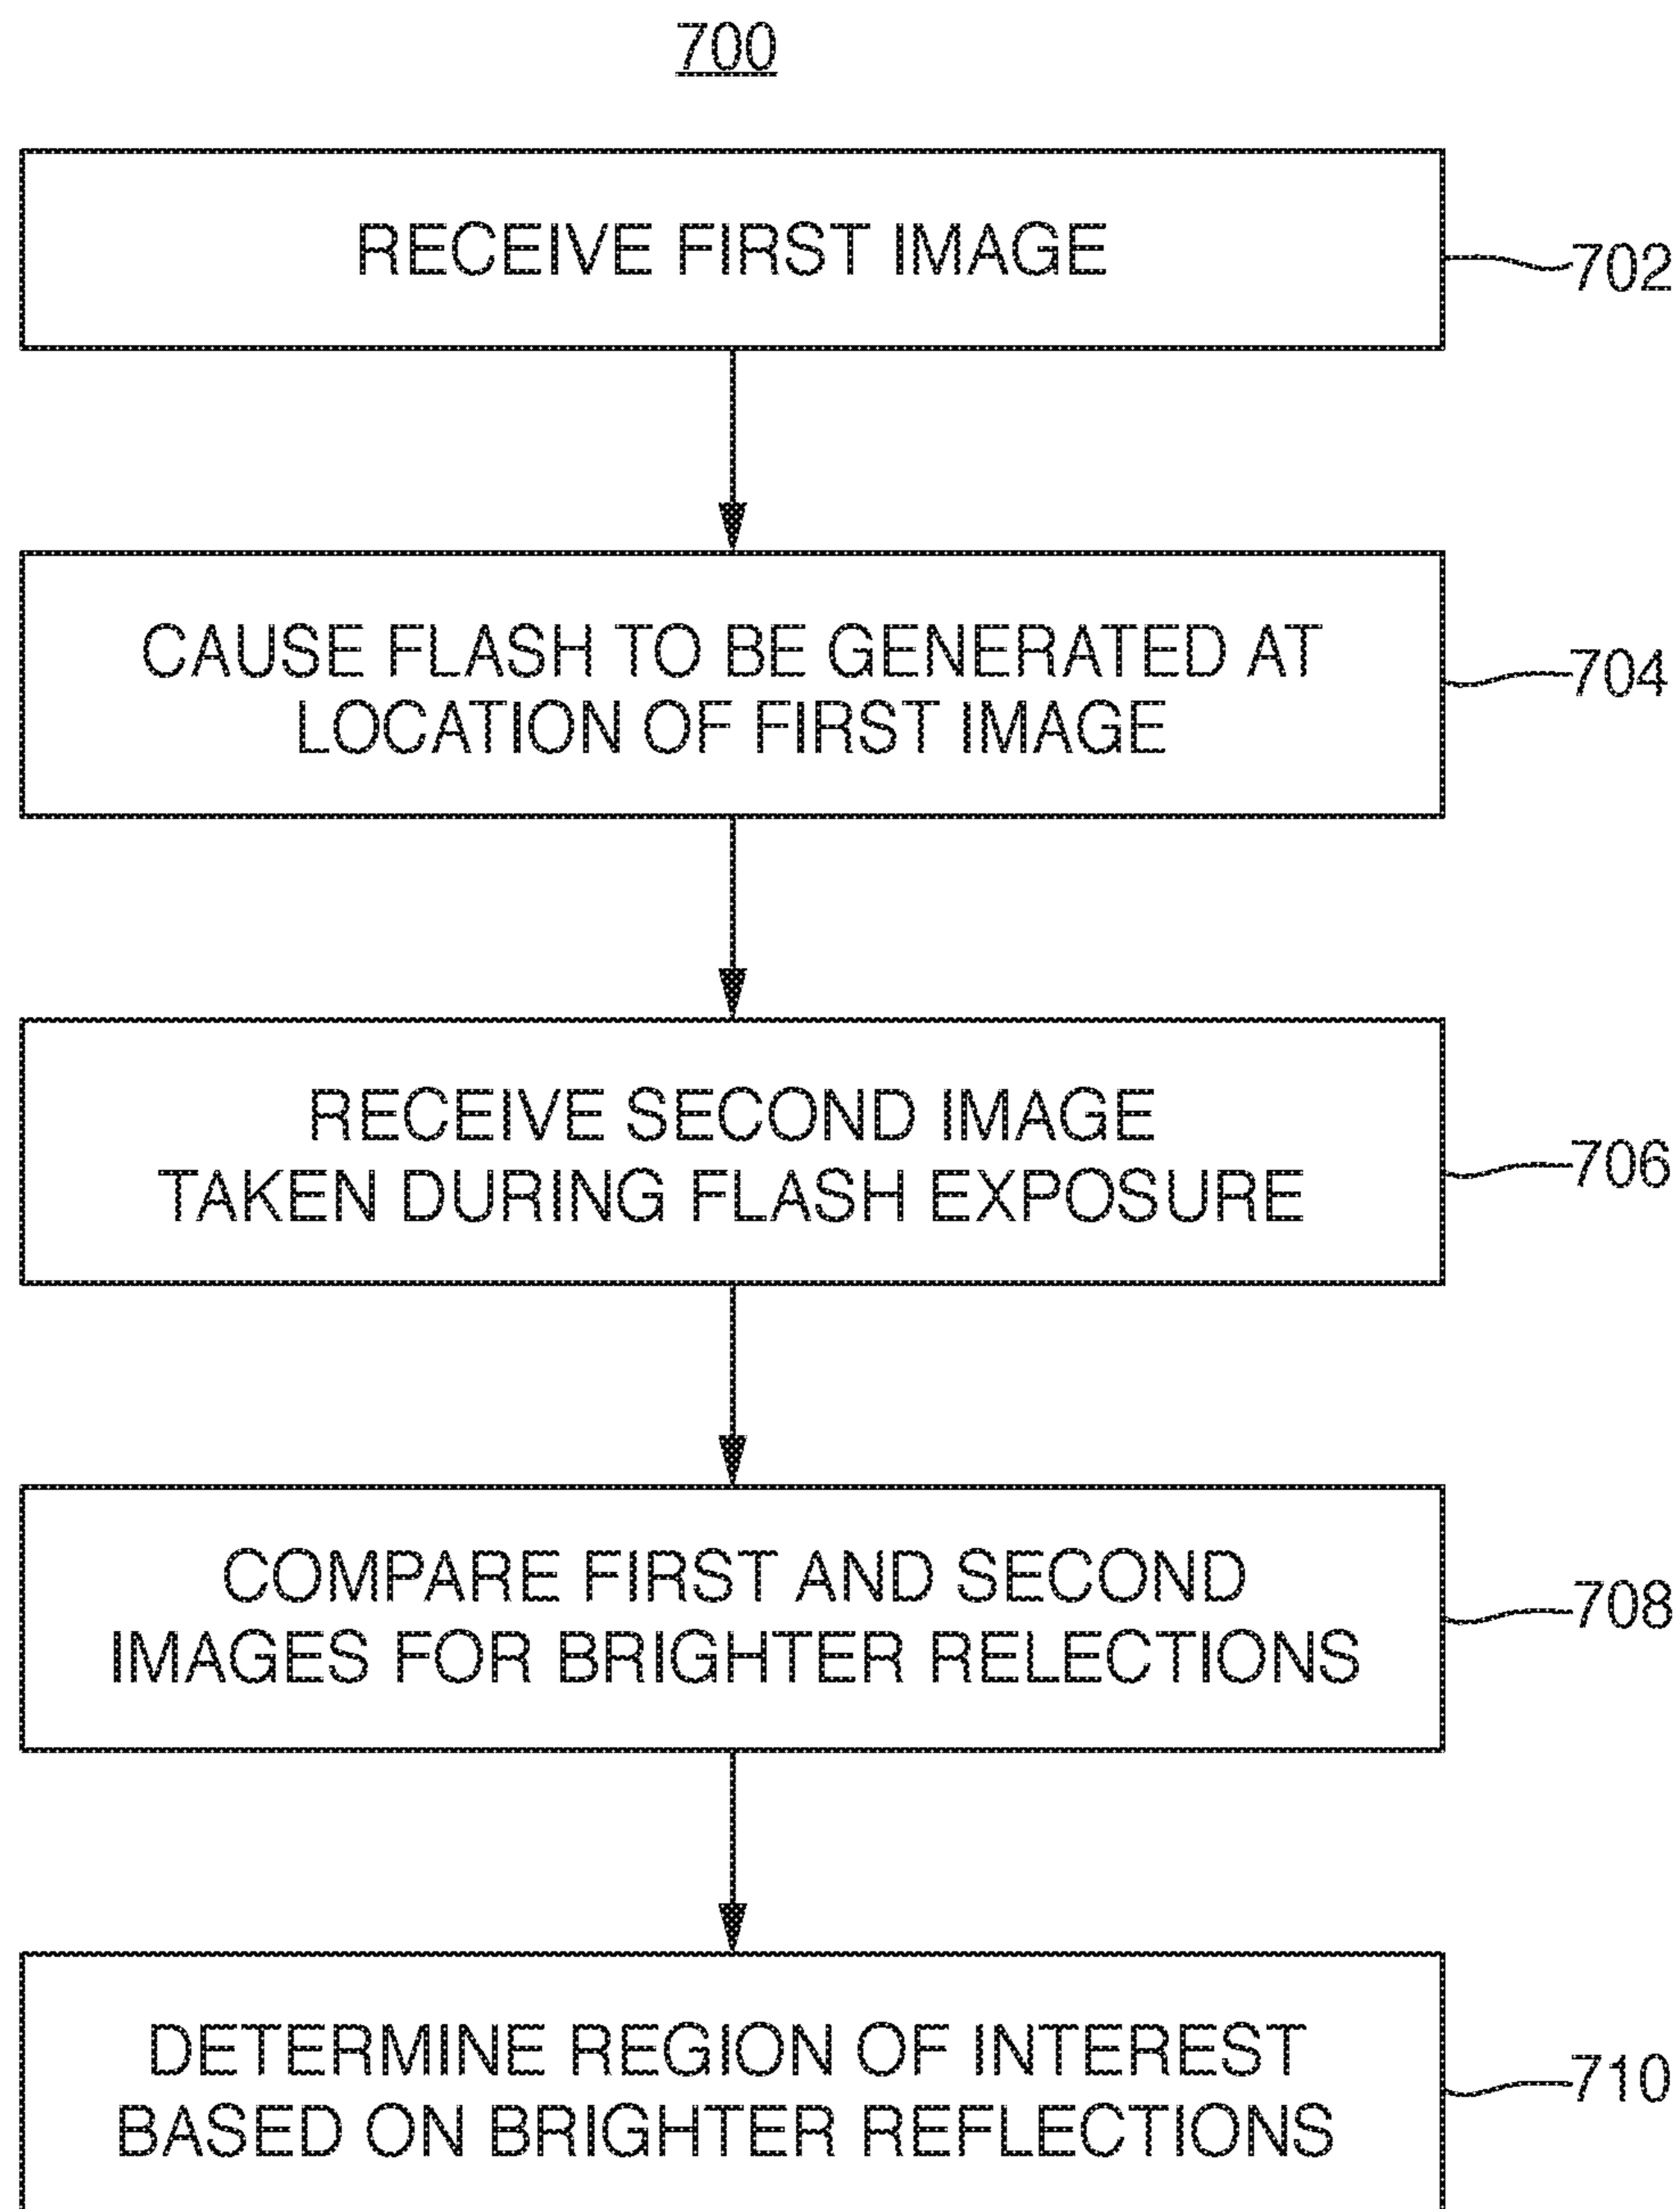 700
RECEIVE FIRST IMAGE
702
CAUSE FLASH TO BE GENERATED AT
LOCATION OF FIRST IMAGE
704
RECEIVE SECOND IMAGE
TAKEN DURING FLASH EXPOSURE
706
COMPARE FIRST AND SECOND
IMAGES FOR BRIGHTER RELECTIONS
708
DETERMINE REGION OF INTEREST
BASED ON BRIGHTER REFLECTIONS
710